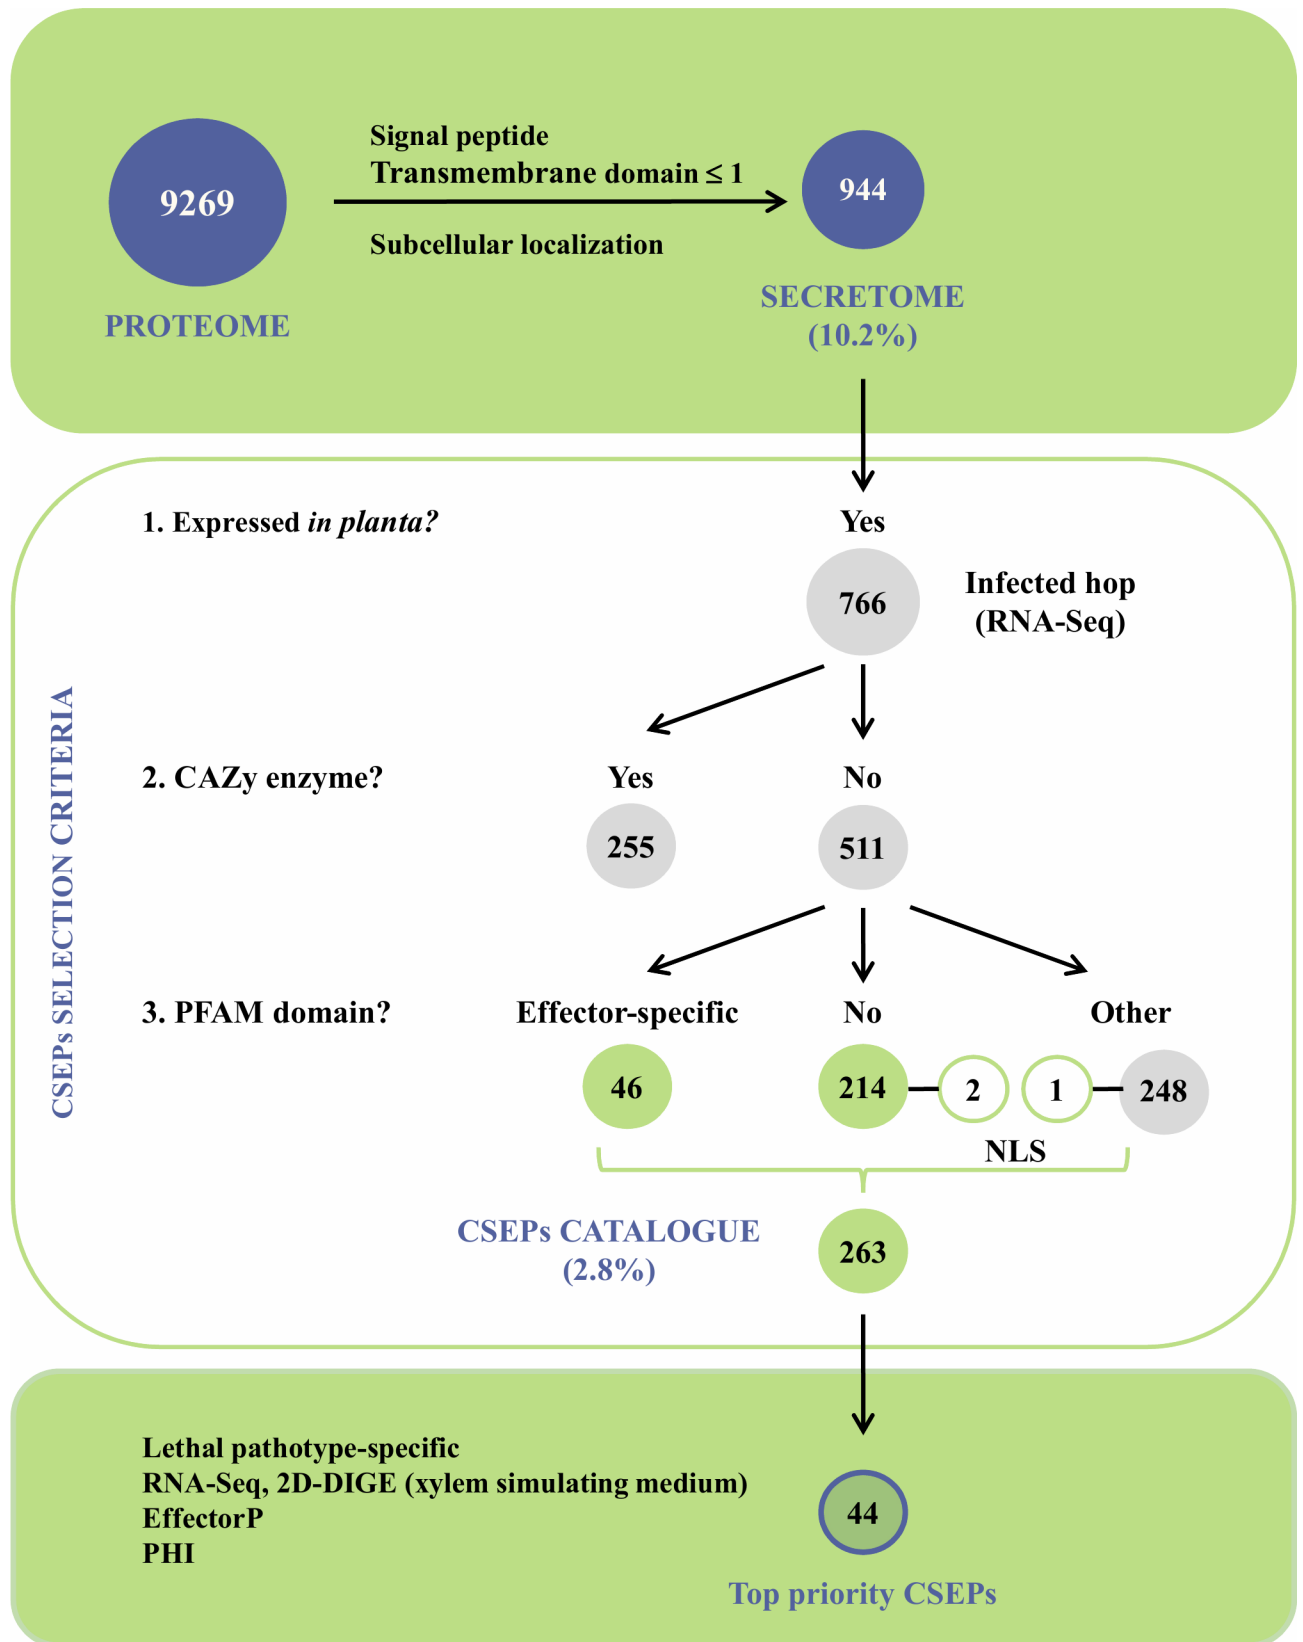 9269
PROTEOME
Signal peptide
Transmembrane domain ≤ 1
Subcellular localization
944
SECRETOME
(10.2%)
CSEPs SELECTION CRITERIA
1. Expressed in planta?
Yes
766
Infected hop
(RNA-Seq)
2. CAZy enzyme?
Yes
No
255
511
3. PFAM domain?
Effector-specific
No
Other
46
214
2
1
248
NLS
CSEPs CATALOGUE
(2.8%)
263
Lethal pathotype-specific
RNA-Seq, 2D-DIGE (xylem simulating medium)
EffectorP
PHI
44
Top priority CSEPs